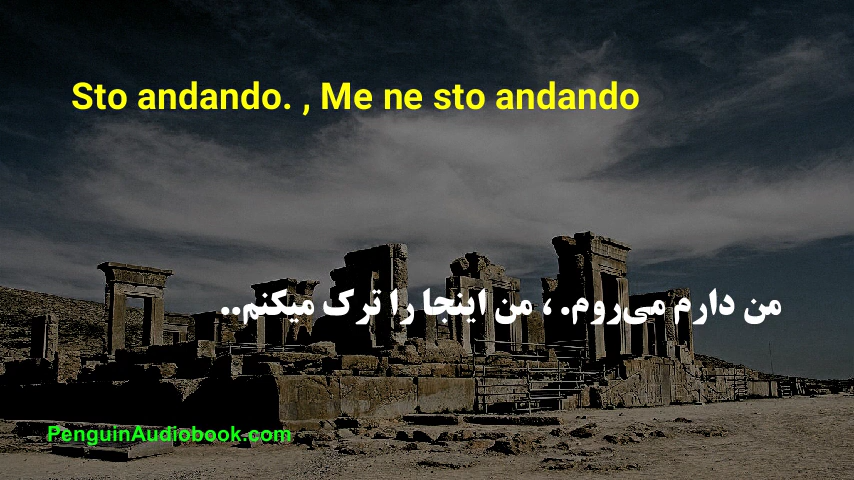 Sto andando. , Me ne sto andando
من دارم می‌روم. ، من اینجا را ترک میکنم..
PenguinAudiobook.com